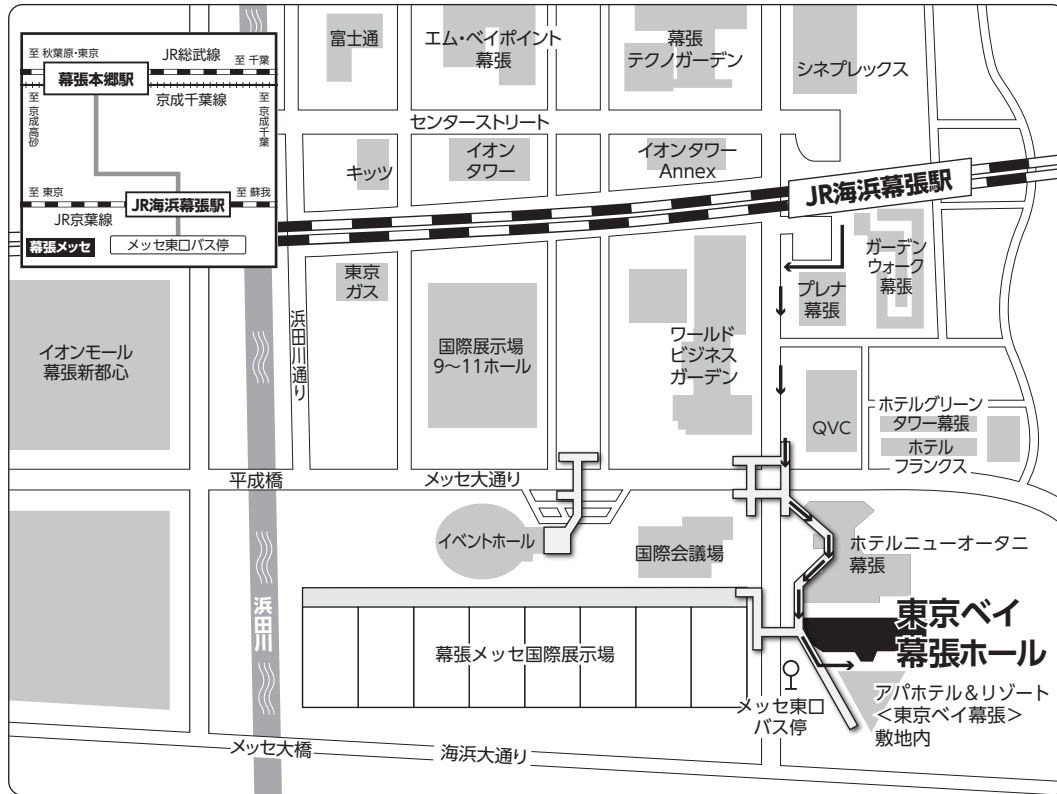 至 秋葉原・東京
JR総武線
至 千葉
幕張本郷駅
京成千葉線
至 京成高砂
至 京成千葉
至 東京
JR海浜幕張駅
至 蘇我
JR京葉線
幕張メッセ
メッセ東口バス停
富士通
エム・ベイポイント
幕張
幕張
テクノガーデン
シネプレックス
センターストリート
キッツ
イオン
タワー
イオンタワー
Annex
JR海浜幕張駅
東京
ガス
浜田川通り
国際展示場
9〜11ホール
ワールド
ビジネス
ガーデン
プレナ
幕張
ガーデン
ウォーク
幕張
イオンモール
幕張新都心
QVC
ホテルグリーン
タワー幕張
ホテル
フランクス
平成橋
メッセ大通り
イベントホール
国際会議場
ホテルニューオータニ
幕張
浜田川
幕張メッセ国際展示場
東京ベイ
幕張ホール
メッセ東口
バス停
アパホテル&リゾート
<東京ベイ幕張>
敷地内
メッセ大橋
海浜大通り